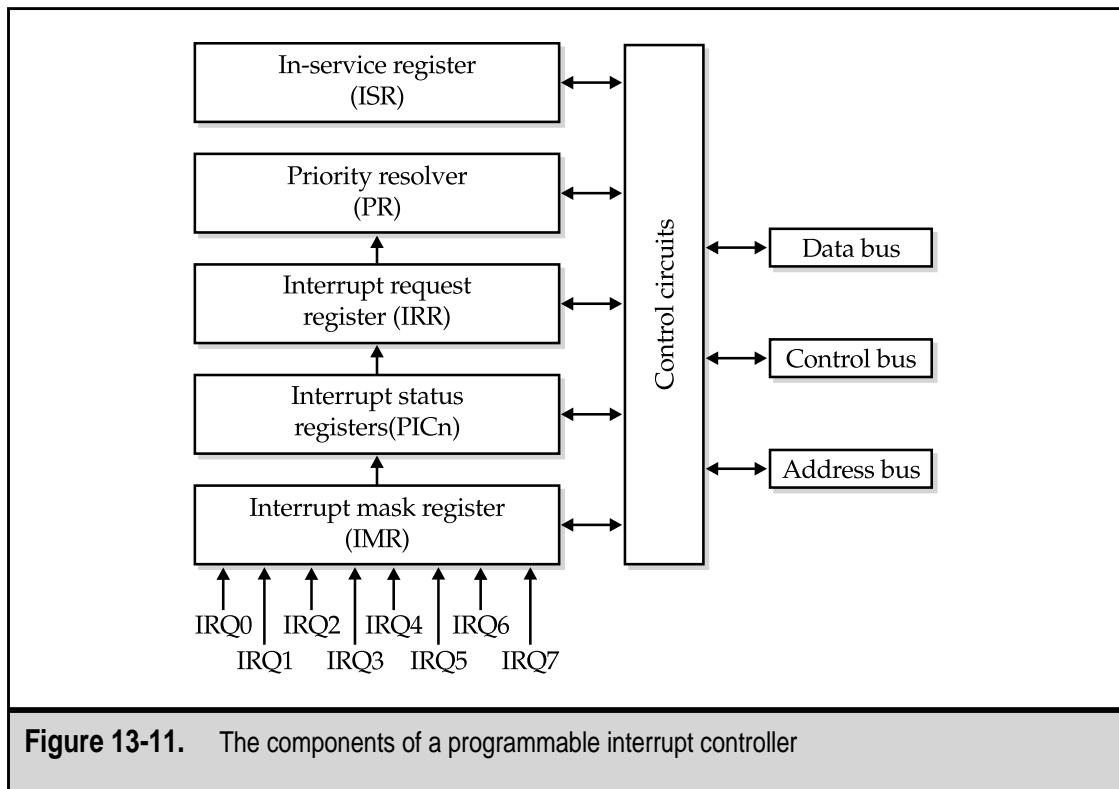 In-service register
(ISR)
Priority resolver
(PR)
Interrupt request
register (IRR)
Interrupt status
registers(PICn)
Interrupt mask register
(IMR)
Control circuits
Data bus
Control bus
Address bus
IRQ0
IRQ1
IRQ2
IRQ3
IRQ4
IRQ5
IRQ6
IRQ7
Figure 13-11. The components of a programmable interrupt controller